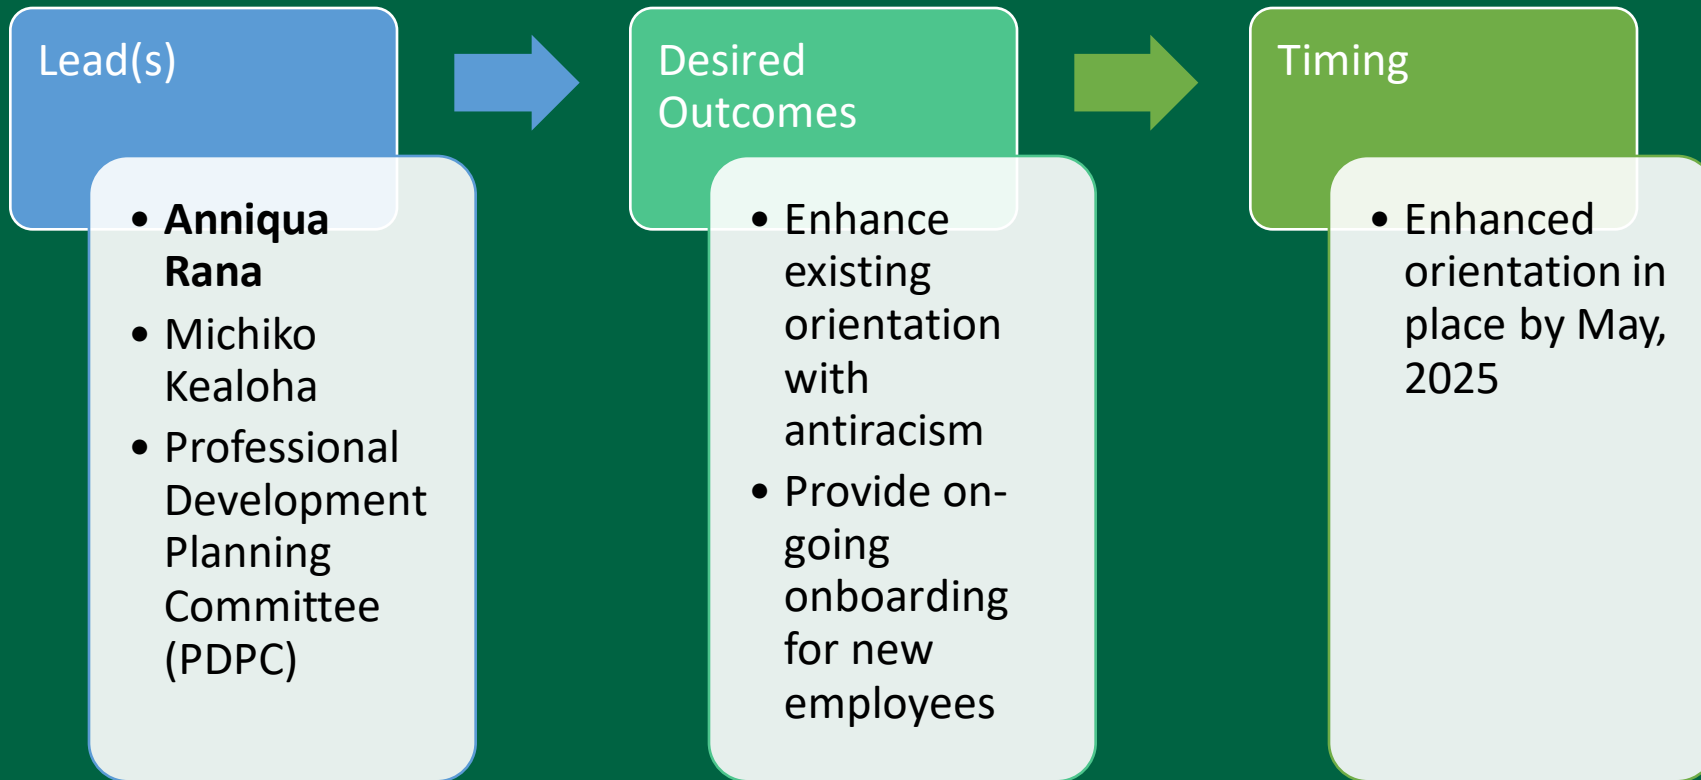 Lead(s)
• Anniqua
Rana
• Michiko
Kealoha
• Professional
Development
Planning
Committee
(PDPC)
Desired
Outcomes
• Enhance
existing
orientation
with
antiracism
• Provide on-
going
onboarding
for new
employees
Timing
• Enhanced
orientation in
place by May,
2025